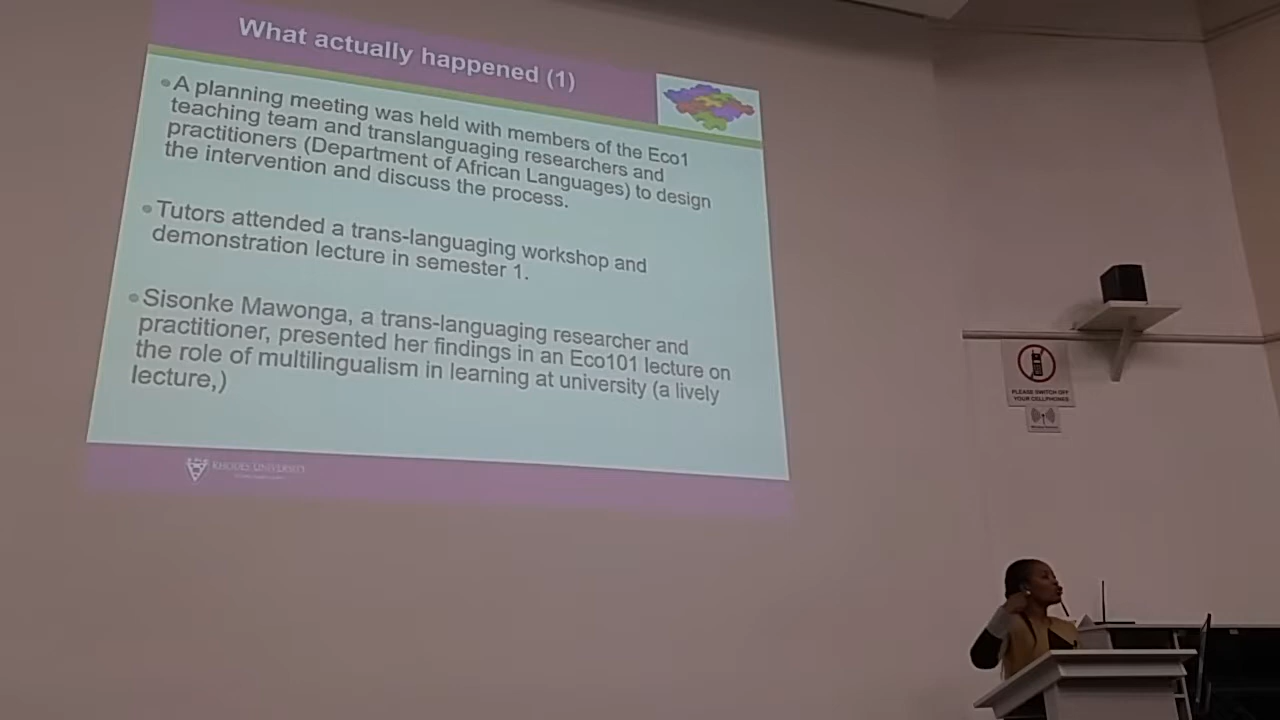 What actually happened (1)
•A planning meeting was held with members of the Eco1
teaching team and translanguaging researchers and
practitioners (Department of African Languages) to design
the intervention and discuss the process.
•Tutors attended a trans-languaging workshop and
demonstration lecture in semester 1.
•Sisonke Mawonga, a trans-languaging researcher and
practitioner, presented her findings in an Eco101 lecture on
the role of multilingualism in learning at university (a lively
lecture,)
RHODES UNIVERSITY
PLEASE SWITCH OFF
YOUR CELLPHONES